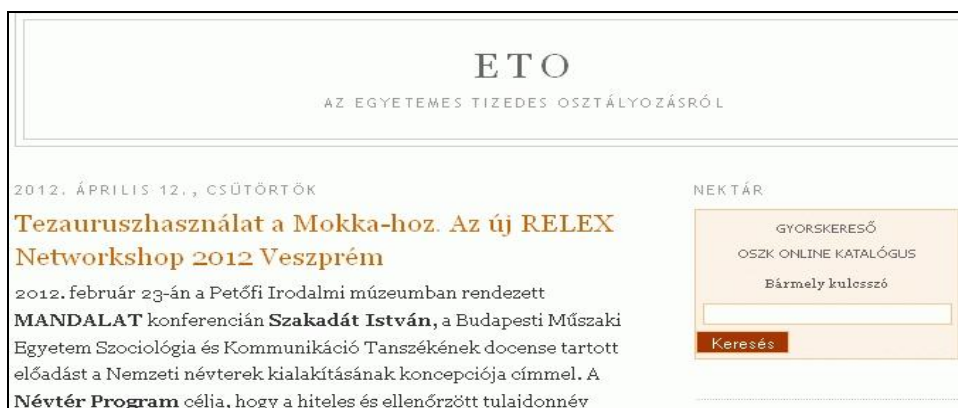 ETO
AZ EGYETEMES TIZEDES OSZTÁLYOZÁSRÓL
2012. ÁPRILIS 12., CSÜTÖRTÖK
Tezauruszhasználat a Mokka-hoz. Az új RELEX
Networkshop 2012 Veszprém
2012. február 23-án a Petőfi Irodalmi múzeumban rendezett
MANDALAT konferencián Szakadát István, a Budapesti Műszaki
Egyetem Szociológia és Kommunikáció Tanszékének docense tartott
előadást a Nemzeti névterek kialakításának koncepciója címmel. A
Névtér Program célja, hogy a hiteles és ellenőrzött tulajdonnév
NEKTÁR
GYORSKERESŐ
OSZK ONLINE KATALÓGUS
Bármely kulcsszó
Keresés